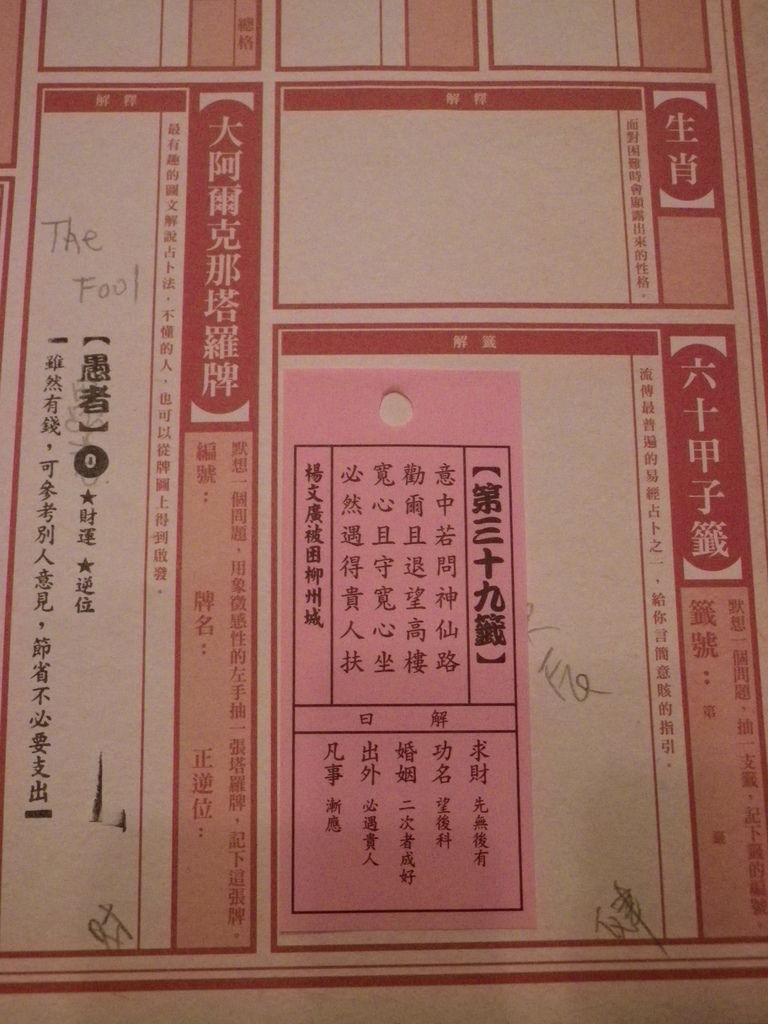 總格
【生肖】
面對困難時會顯露出來的性格。
解釋
【六十甲子籤】
默想一個問題，抽一支籤，記下籤的編號。
籤號：第 籤
流傳最普遍的易經占卜之一，給你言簡意賅的指引。
解籤
【第三十九籤】
意中若問神仙路
勸爾且退望高樓
寬心且守寬心坐
必然遇得貴人扶
楊文廣被困柳州城
解曰
求財 先無後有
功名 望後科
婚姻 二次者成好
出外 必遇貴人
凡事 漸應
【大阿爾克那塔羅牌】
默想一個問題，用象徵感性的左手抽一張塔羅牌，記下這張牌。
編號： 牌名： 正逆位：
最有趣的圖文解說占卜法，不懂的人，也可以從牌圖上得到啟發。
解釋
The
Fool
【愚者】0 ★財運 ★逆位
【雖然有錢，可參考別人意見，節省不必要支出】